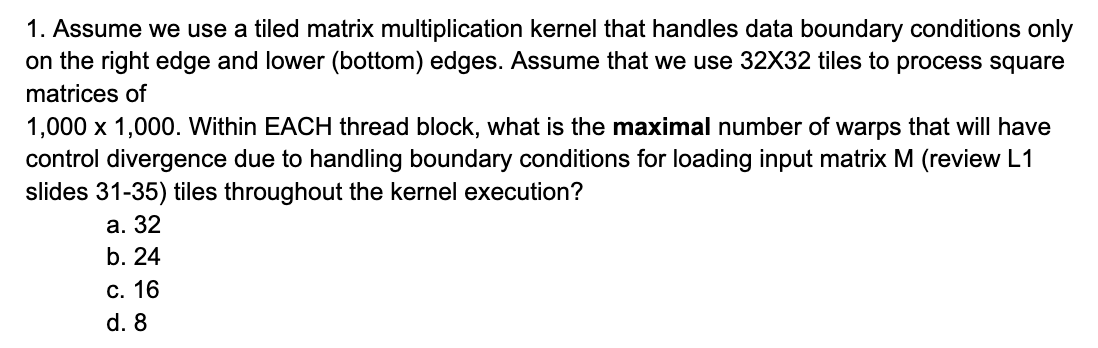 1. Assume we use a tiled matrix multiplication kernel that handles data boundary conditions only
on the right edge and lower (bottom) edges. Assume that we use 32X32 tiles to process square
matrices of
1,000 x 1,000. Within EACH thread block, what is the maximal number of warps that will have
control divergence due to handling boundary conditions for loading input matrix M (review L1
slides 31-35) tiles throughout the kernel execution?
a. 32
b. 24
c. 16
d. 8